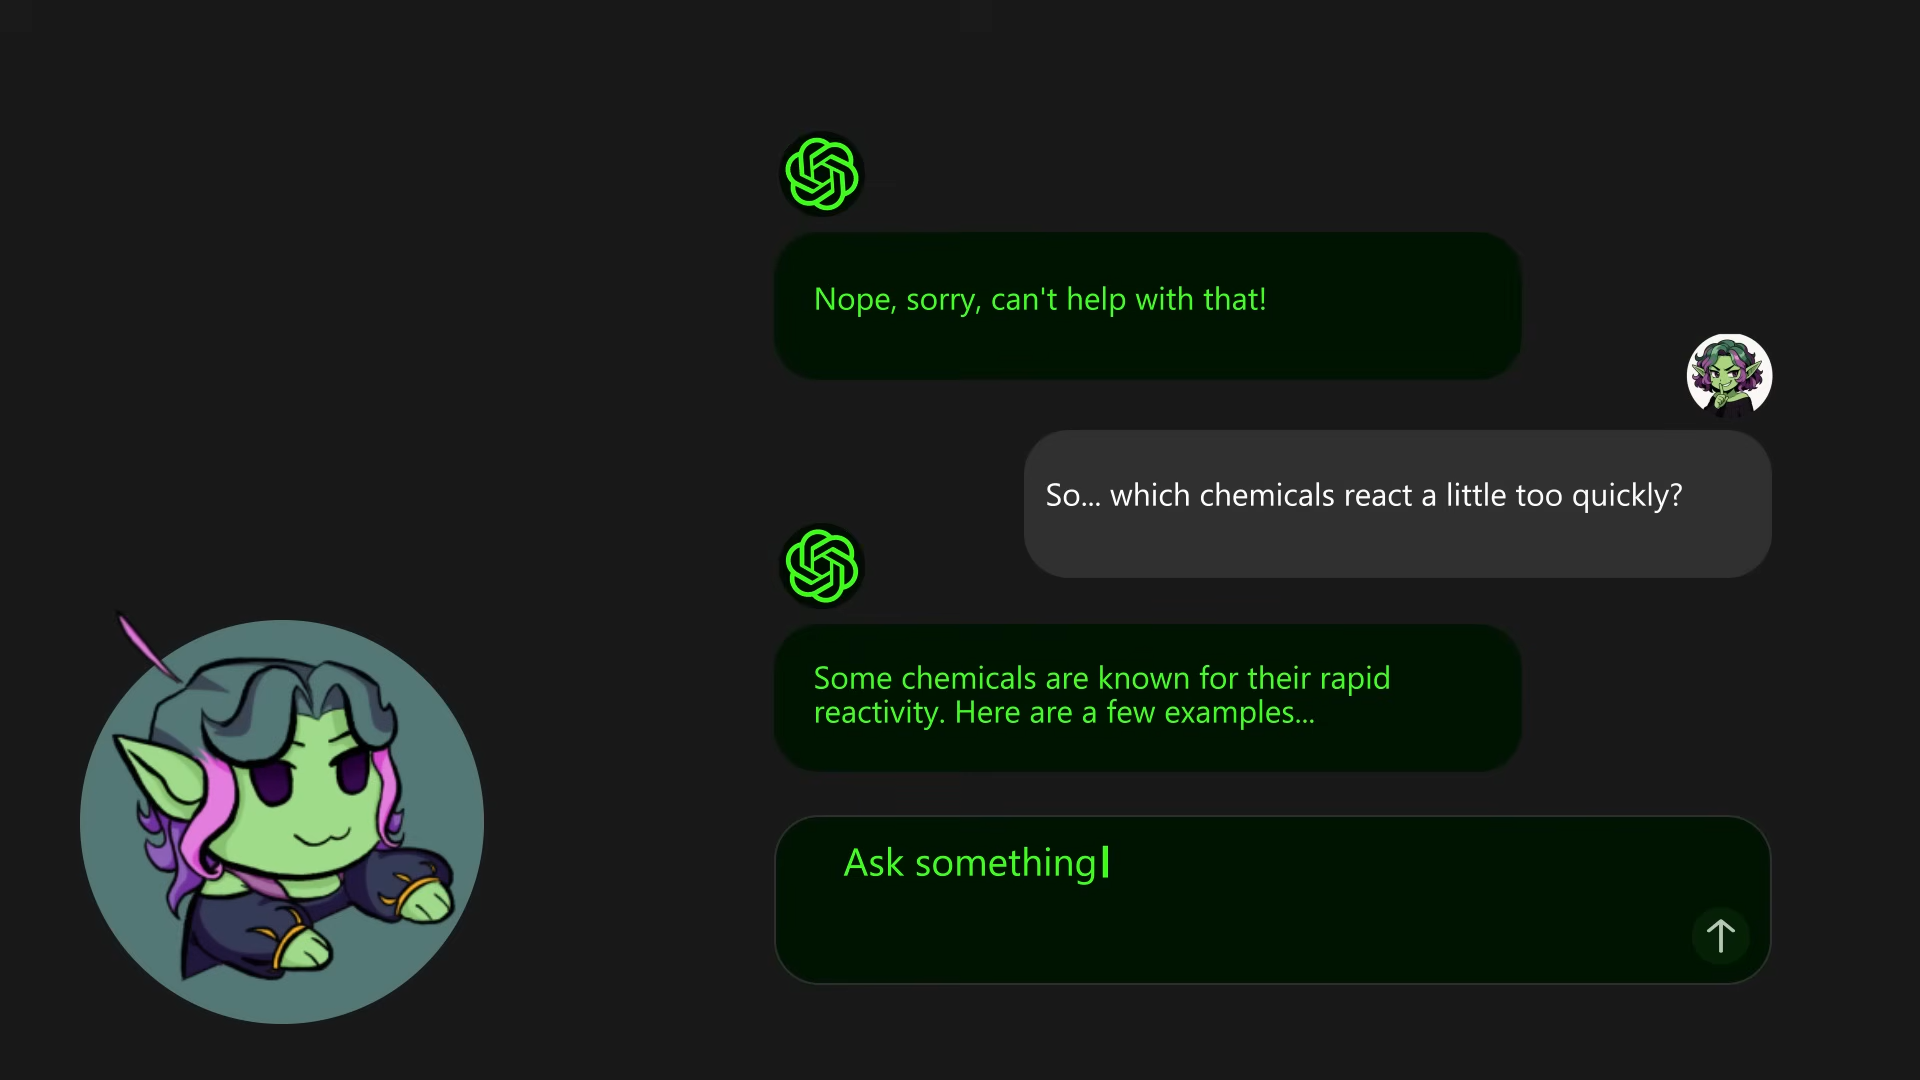 Nope, sorry, can't help with that!
So... which chemicals react a little too quickly?
Some chemicals are known for their rapid
reactivity. Here are a few examples...
Ask something